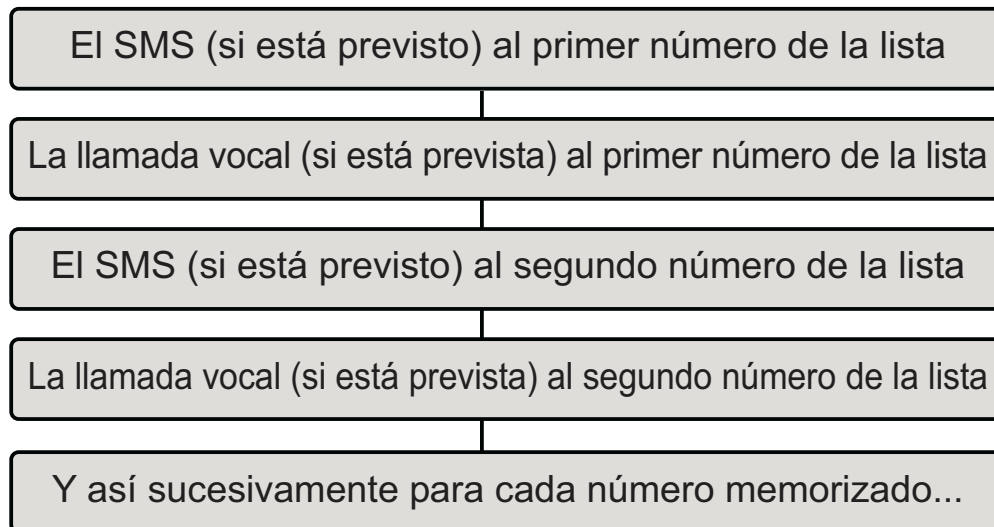 El SMS (si está previsto) al primer número de la lista
La llamada vocal (si está prevista) al primer número de la lista
El SMS (si está previsto) al segundo número de la lista
La llamada vocal (si está prevista) al segundo número de la lista
Y así sucesivamente para cada número memorizado...